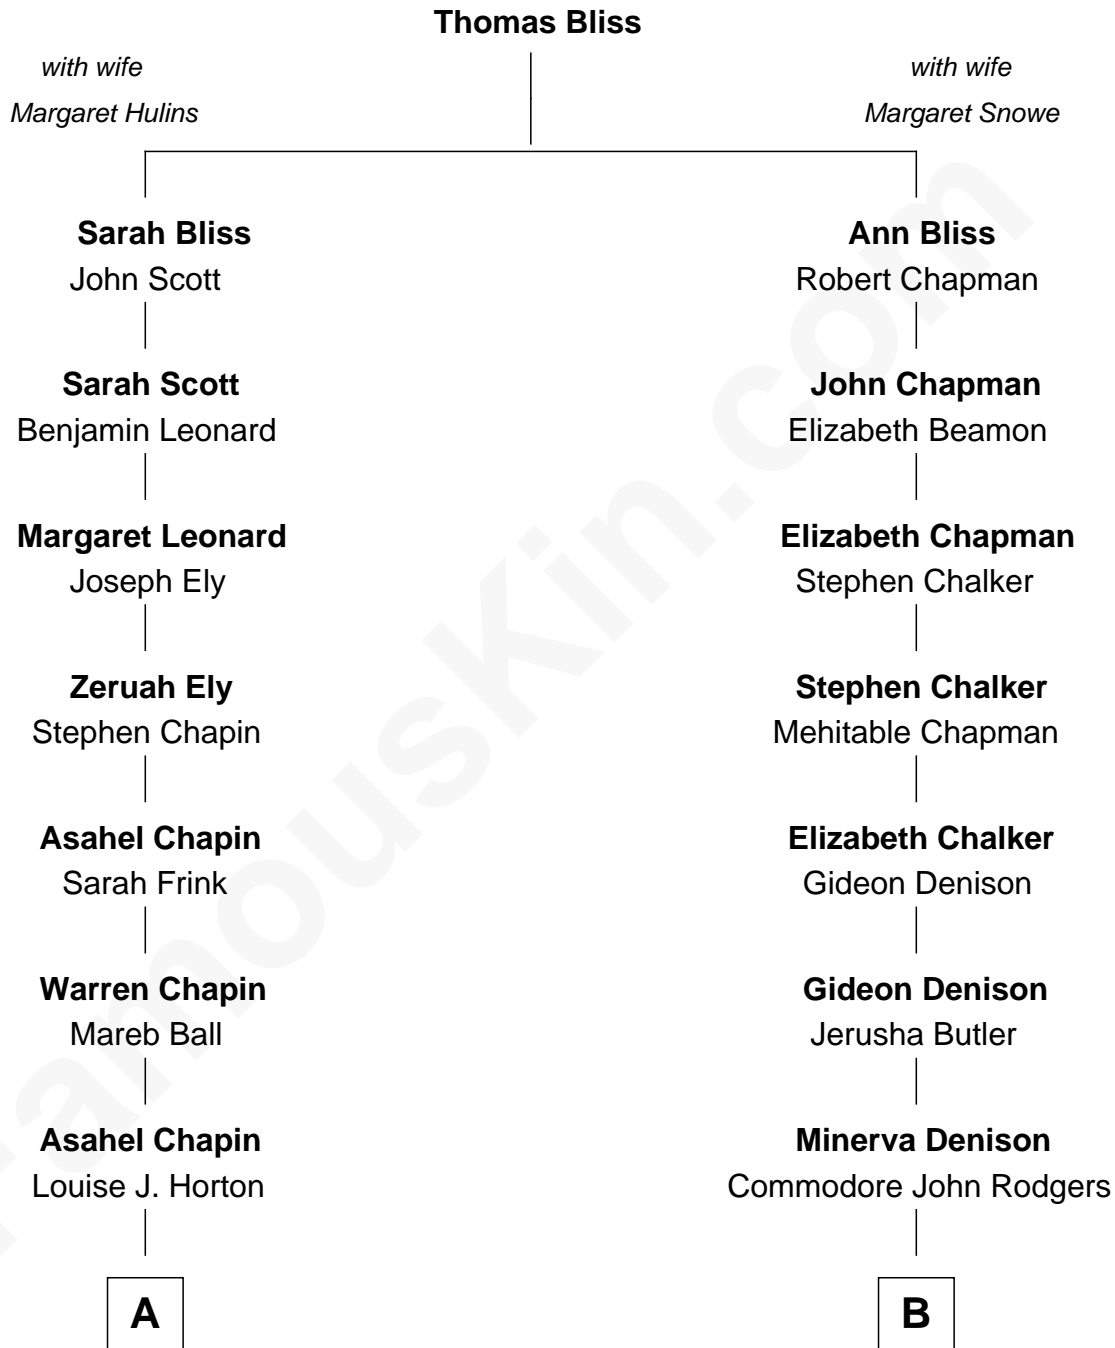 Thomas Bliss
with wife
Margaret Hulins
with wife
Margaret Snowe
Sarah Bliss
John Scott
Ann Bliss
Robert Chapman
Sarah Scott
Benjamin Leonard
John Chapman
Elizabeth Beamon
Margaret Leonard
Joseph Ely
Elizabeth Chapman
Stephen Chalker
Zeruah Ely
Stephen Chapin
Stephen Chalker
Mehitable Chapman
Asahel Chapin
Sarah Frink
Elizabeth Chalker
Gideon Denison
Warren Chapin
Mareb Ball
Gideon Denison
Jerusha Butler
Asahel Chapin
Louise J. Horton
Minerva Denison
Commodore John Rodgers
A
B
FamousKin.com